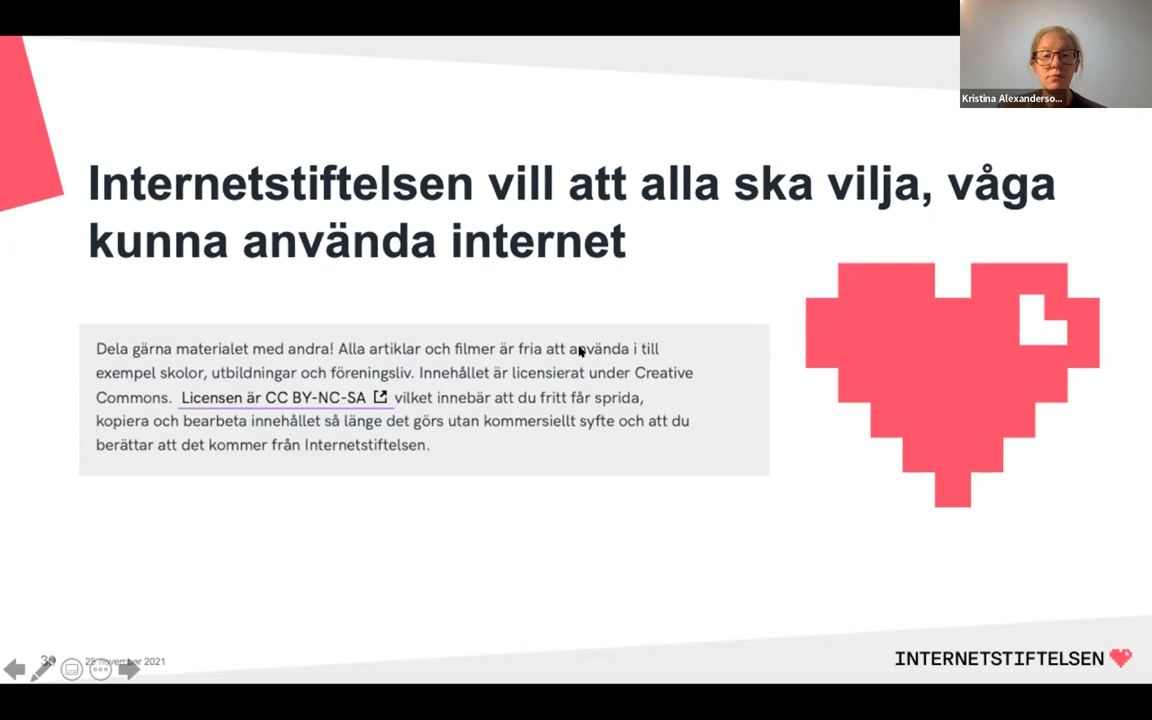 Kristina Alexanderso...
Internetstiftelsen vill att alla ska vilja, våga
kunna använda internet
Dela gärna materialet med andra! Alla artiklar och filmer är fria att använda i till
exempel skolor, utbildningar och föreningsliv. Innehållet är licensierat under Creative
Commons. Licensen är CC BY-NC-SA vilket innebär att du fritt får sprida,
kopiera och bearbeta innehållet så länge det görs utan kommersiellt syfte och att du
berättar att det kommer från Internetstiftelsen.
39 25 november 2021
INTERNETSTIFTELSEN